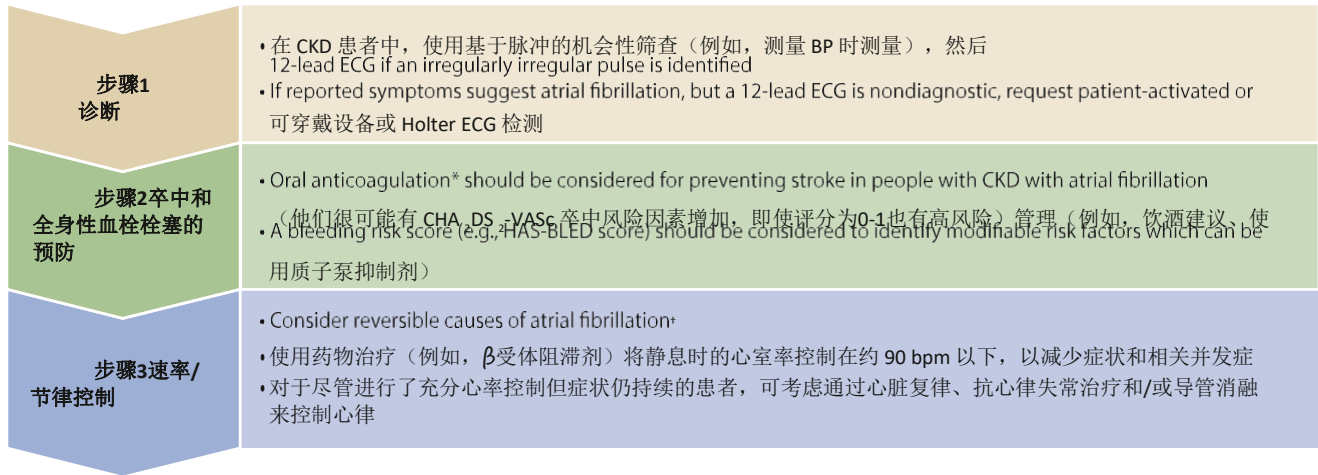 步骤1
诊断
• 在 CKD 患者中，使用基于脉冲的机会性筛查（例如，测量 BP 时测量），然后
12-lead ECG if an irregularly irregular pulse is identified
• If reported symptoms suggest atrial fibrillation, but a 12-lead ECG is nondiagnostic, request patient-activated or
可穿戴设备或 Holter ECG 检测
步骤2卒中和
全身性血栓栓塞的
预防
• Oral anticoagulation* should be considered for preventing stroke in people with CKD with atrial fibrillation
（他们很可能有 CHA₂DS₂-VASc 卒中风险因素增加，即使评分为0-1也有高风险）管理（例如，饮酒建议、使
• A bleeding risk score (e.g., HAS-BLED score) should be considered to identify modifiable risk factors which can be
用质子泵抑制剂）
步骤3速率/
节律控制
• Consider reversible causes of atrial fibrillation†
• 使用药物治疗（例如，β受体阻滞剂）将静息时的心室率控制在约 90 bpm 以下，以减少症状和相关并发症
• 对于尽管进行了充分心率控制但症状仍持续的患者，可考虑通过心脏复律、抗心律失常治疗和/或导管消融
来控制心律